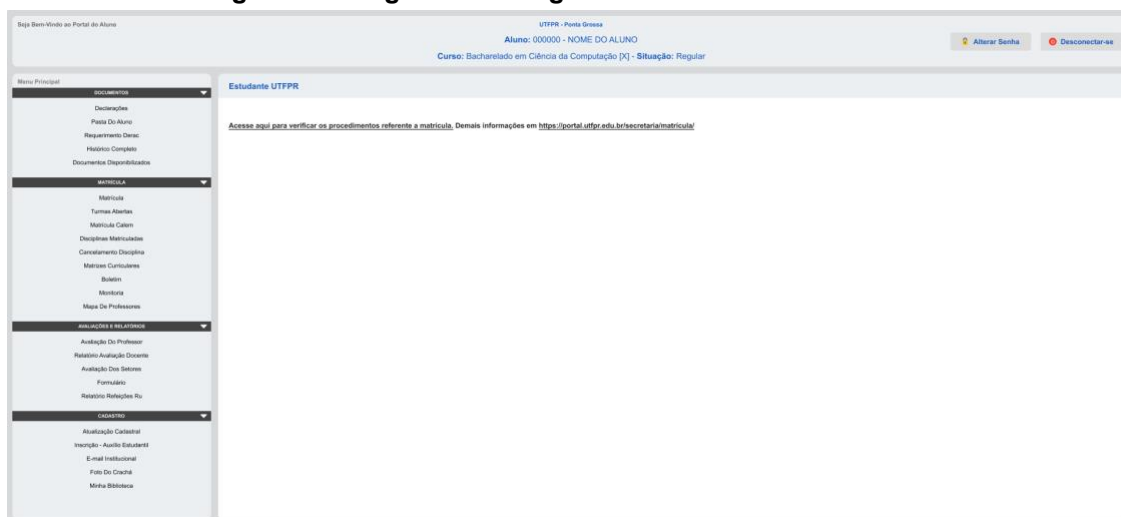 Seja Bem-Vindo ao Portal do Aluno
UTFPR - Ponta Grossa
Aluno: 000000 - NOME DO ALUNO
Curso: Bacharelado em Ciência da Computação [X] - Situação: Regular
Alterar Senha
Desconectar-se
Menu Principal
DOCUMENTOS
Declarações
Pasta Do Aluno
Requerimento Derac
Histórico Completo
Documentos Disponibilizados
MATRÍCULA
Matrícula
Turmas Abertas
Matrícula Calem
Disciplinas Matriculadas
Cancelamento Disciplina
Matrizes Curriculares
Boletim
Monitoria
Mapa De Professores
AVALIAÇÕES E RELATÓRIOS
Avaliação Do Professor
Relatório Avaliação Docente
Avaliação Dos Setores
Formulário
Relatório Refeições Ru
CADASTRO
Atualização Cadastral
Inscrição - Auxílio Estudantil
E-mail Institucional
Foto Do Crachá
Minha Biblioteca
Estudante UTFPR
Acesse aqui para verificar os procedimentos referente a matrícula. Demais informações em https://portal.utfpr.edu.br/secretaria/matricula/